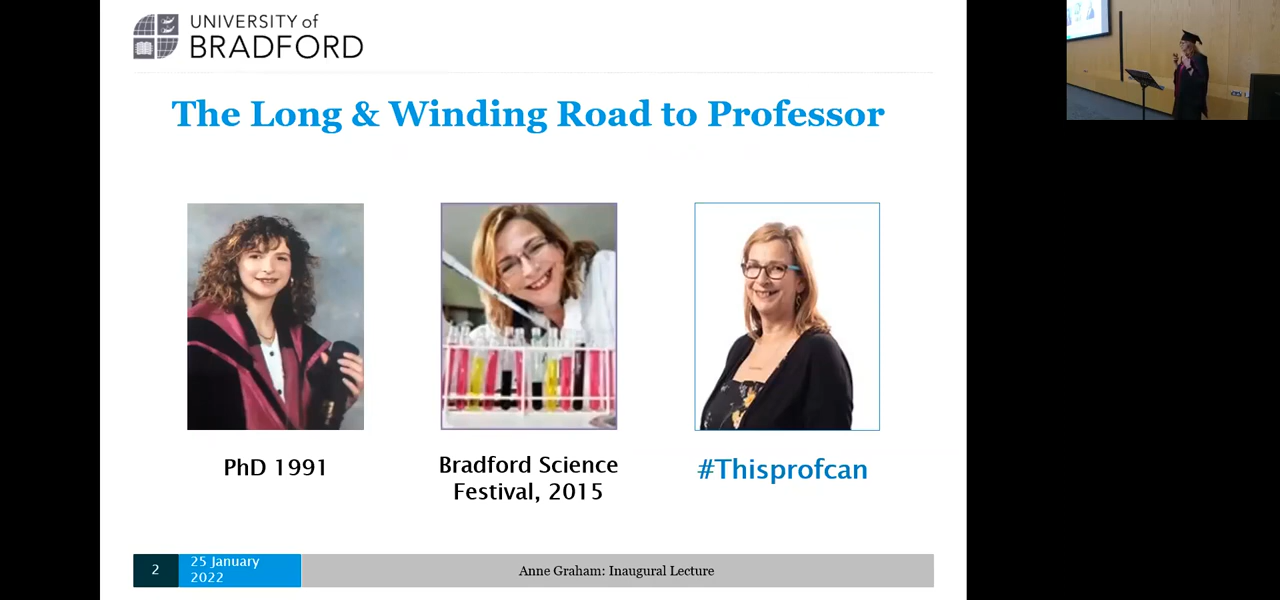 UNIVERSITY of
BRADFORD
The Long & Winding Road to Professor
PhD 1991
Bradford Science
Festival, 2015
#Thisprofcan
2
25 January
2022
Anne Graham: Inaugural Lecture